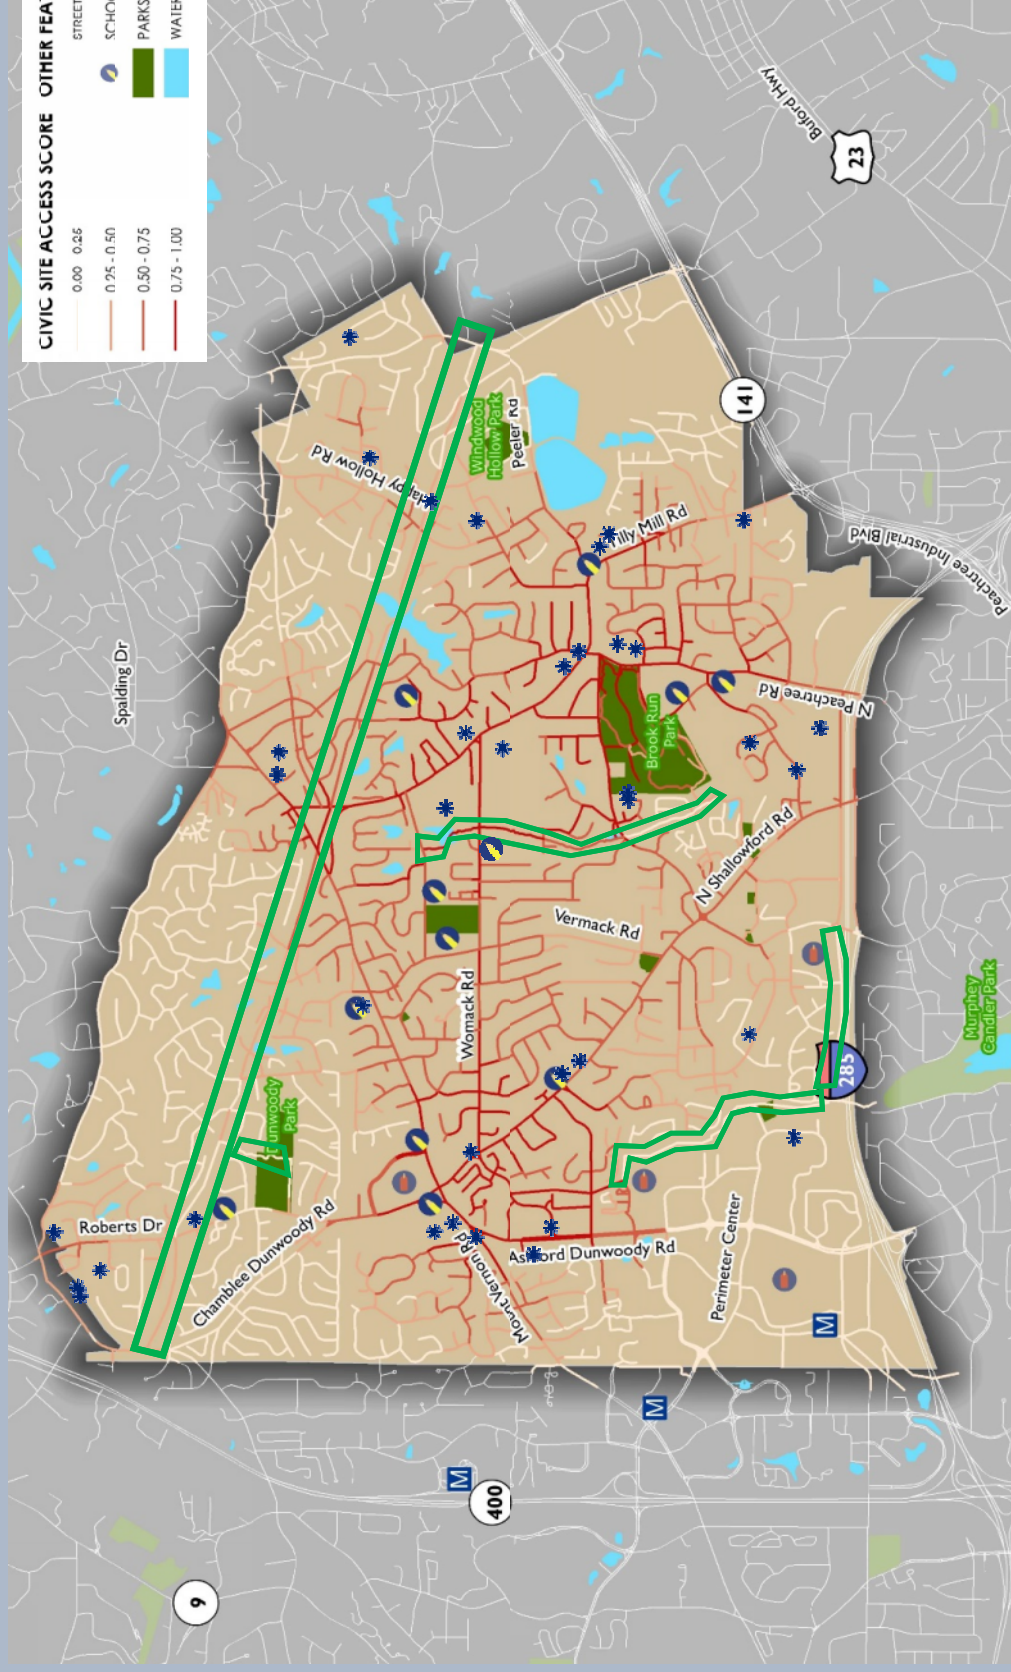 CIVIC SITE ACCESS SCORE
0.00 0.25
0.25 - 0.50
0.50 - 0.75
0.75 - 1.00
OTHER FEA
STREET
SCHO
PARKS
WATER
Buford Hwy
23
141
Peachtree Industrial Blvd
Spalding Dr
Happy Hollow Rd
Windwood
Hollow Park
Peeler Rd
Tilly Mill Rd
N Peachtree Rd
Brook Run
Park
N Shallowford Rd
Vermack Rd
Womack Rd
Murphey
Candler Park
285
Dunwoody
Park
Roberts Dr
Chamblee Dunwoody Rd
Mount Vernon Rd
Ashford Dunwoody Rd
Perimeter Center
M
M
M
400
9